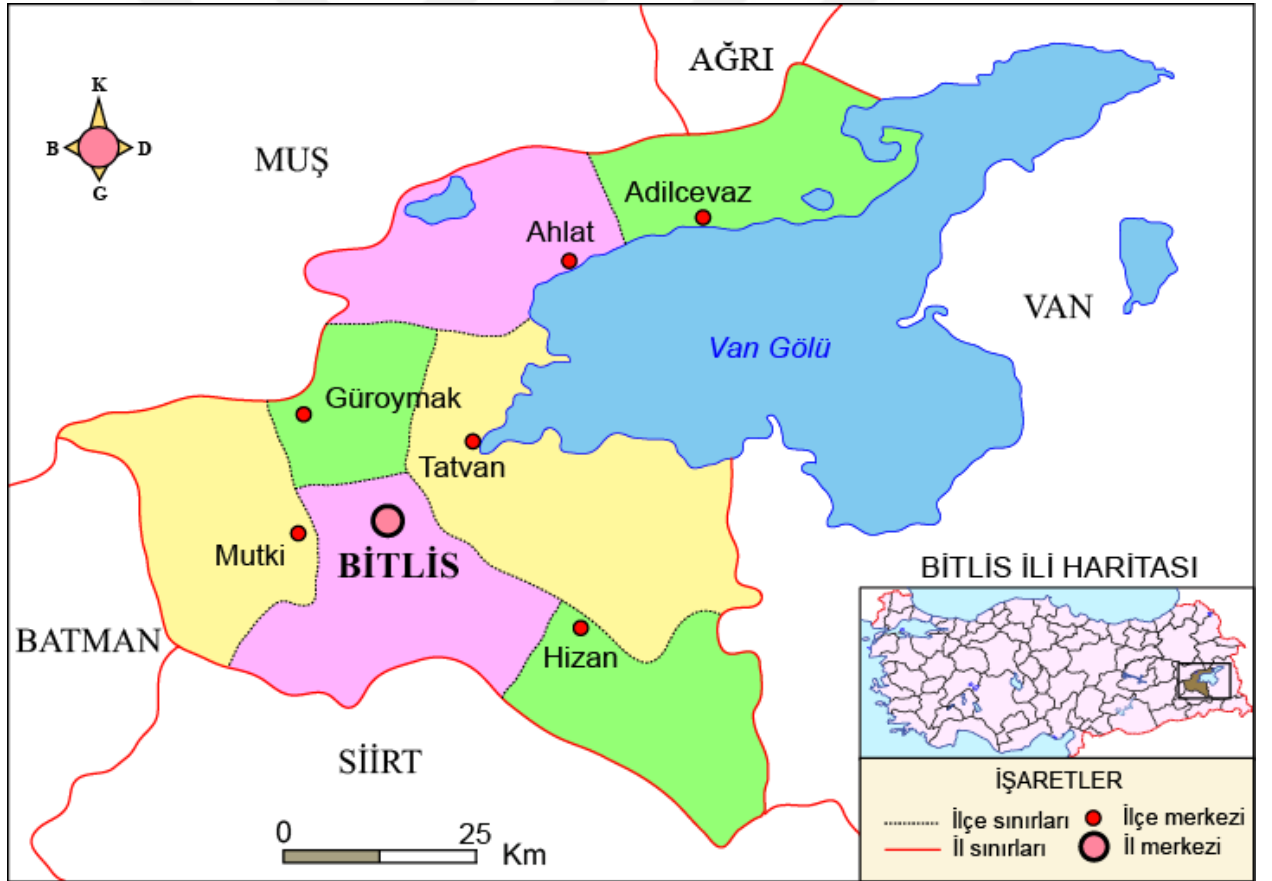 AĞRI
K
B D
G
MUŞ
Adilcevaz
Ahlat
VAN
Van Gölü
Güroymak
Tatvan
Mutki
BİTLİS
BİTLİS İLİ HARİTASI
BATMAN
Hizan
SİİRT
İŞARETLER
İlçe sınırları
İlçe merkezi
İl sınırları
İl merkezi
0 25
Km